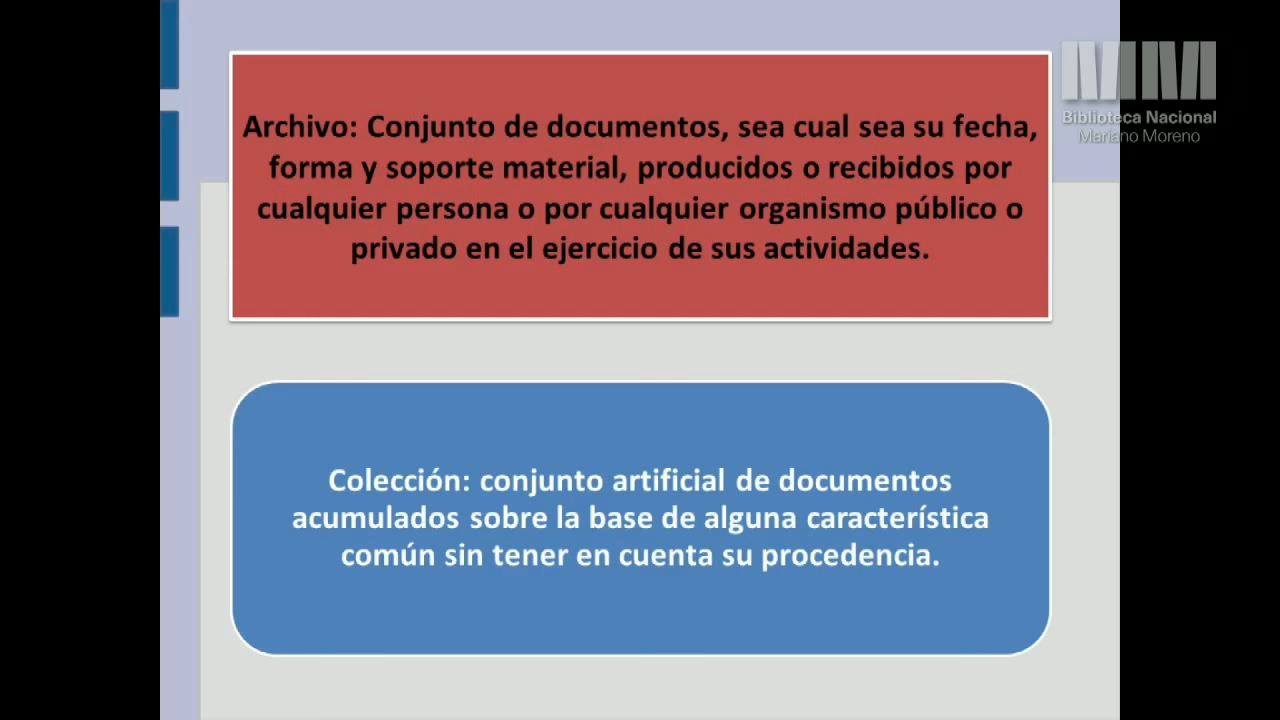 Archivo: Conjunto de documentos, sea cual sea su fecha,
forma y soporte material, producidos o recibidos por
cualquier persona o por cualquier organismo público o
privado en el ejercicio de sus actividades.
Biblioteca Nacional
Mariano Moreno
Colección: conjunto artificial de documentos
acumulados sobre la base de alguna característica
común sin tener en cuenta su procedencia.